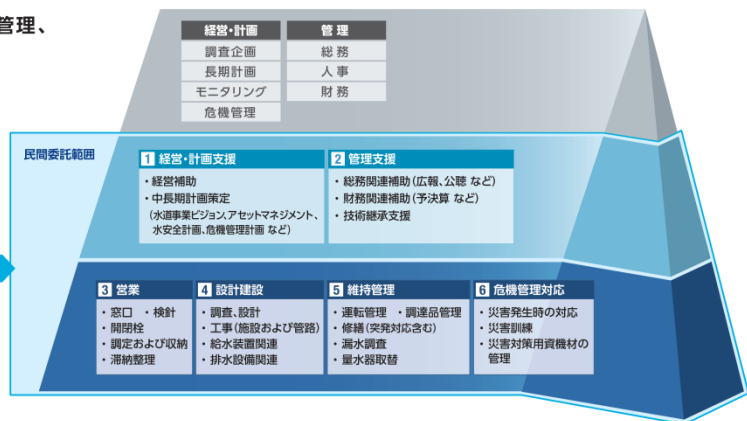 管理、
経営・計画
調査企画
長期計画
モニタリング
危機管理
管 理
総 務
人 事
財 務
民間委託範囲
1 経営・計画支援
・経営補助
・中長期計画策定
(水道事業ビジョン、アセットマネジメント、
水安全計画、危機管理計画 など)
2 管理支援
・総務関連補助(広報、公聴 など)
・財務関連補助(予決算 など)
・技術継承支援
3 営業
・窓口 ・検針
・開閉栓
・調定および収納
・滞納整理
4 設計建設
・調査、設計
・工事(施設および管路)
・給水装置関連
・排水設備関連
5 維持管理
・運転管理 ・調達品管理
・修繕(突発対応含む)
・漏水調査
・量水器取替
6 危機管理対応
・災害発生時の対応
・災害訓練
・災害対策用資機材の
管理